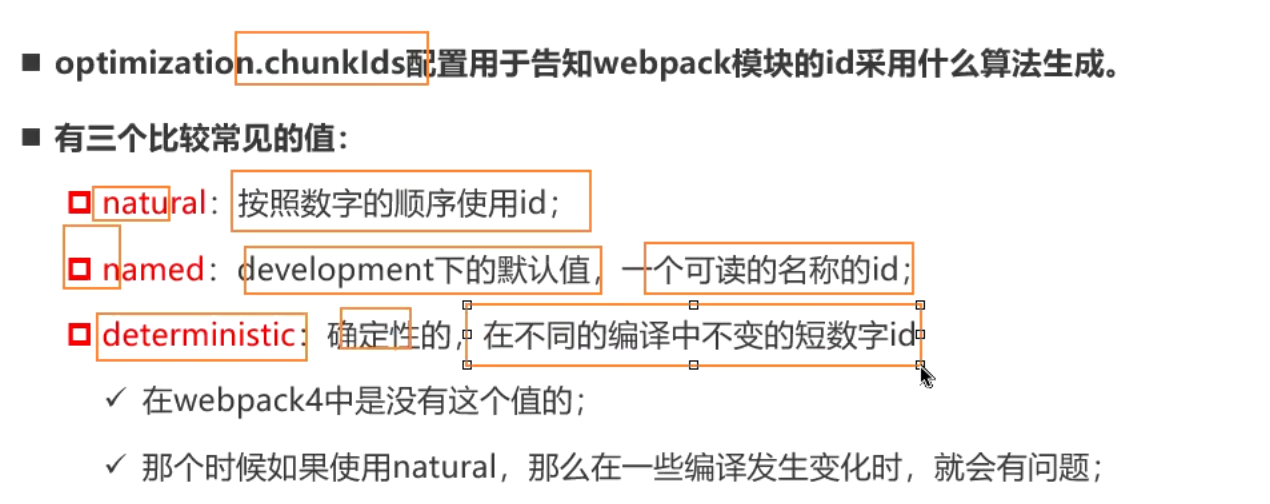 optimization.chunkIds配置用于告知webpack模块的id采用什么算法生成。
有三个比较常见的值：
natural：按照数字的顺序使用id；
named：development下的默认值，一个可读的名称的id；
deterministic：确定性的，在不同的编译中不变的短数字id
在webpack4中是没有这个值的；
那个时候如果使用natural，那么在一些编译发生变化时，就会有问题；